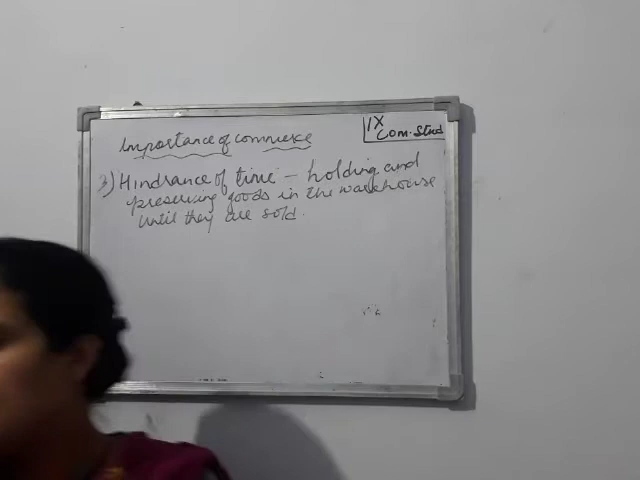 IX
Com. Stud
Importance of commerce
3) Hindrance of time - holding and
preserving goods in the warehouse
until they are sold.